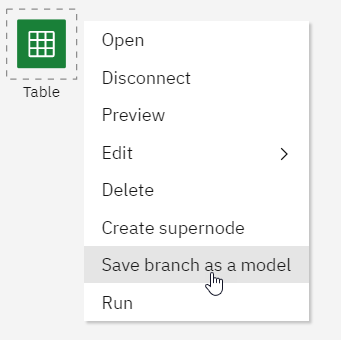 Table
Open
Disconnect
Preview
Edit
Delete
Create supernode
Save branch as a model
Run